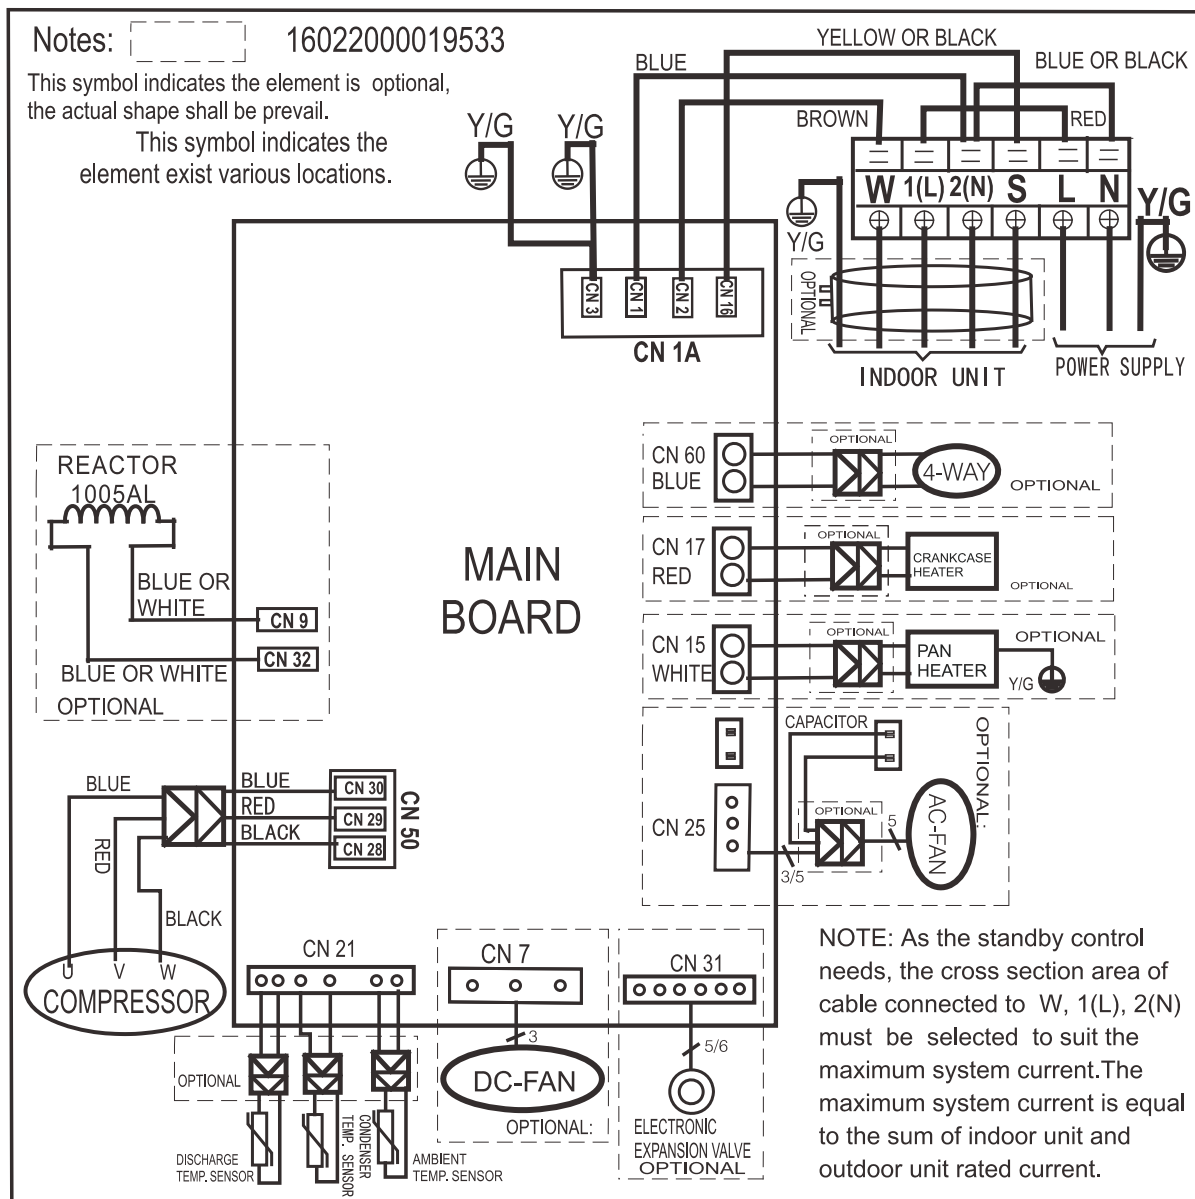 Notes: 16022000019533
This symbol indicates the element is optional,
the actual shape shall be prevail.
This symbol indicates the
element exist various locations.
YELLOW OR BLACK
BLUE
BLUE OR BLACK
BROWN
RED
Y/G
Y/G
W 1(L) 2(N) S L N
Y/G
Y/G
OPTIONAL
INDOOR UNIT
POWER SUPPLY
CN 3
CN 1
CN 2
CN 16
CN 1A
REACTOR
1005AL
BLUE OR
WHITE
CN 9
CN 32
BLUE OR WHITE
OPTIONAL
MAIN
BOARD
CN 60
BLUE
OPTIONAL
4-WAY
OPTIONAL
CN 17
RED
OPTIONAL
CRANKCASE
HEATER
OPTIONAL
CN 15
WHITE
OPTIONAL
PAN
HEATER
OPTIONAL
Y/G
CAPACITOR
OPTIONAL:
CN 25
OPTIONAL
3/5
5
AC-FAN
BLUE
RED
BLACK
BLUE
RED
BLACK
CN 30
CN 29
CN 28
CN 50
U V W
COMPRESSOR
CN 21
OPTIONAL
DISCHARGE
TEMP. SENSOR
CONDENSER
TEMP. SENSOR
AMBIENT
TEMP. SENSOR
CN 7
3
DC-FAN
OPTIONAL:
CN 31
5/6
ELECTRONIC
EXPANSION VALVE
OPTIONAL
NOTE: As the standby control
needs, the cross section area of
cable connected to W, 1(L), 2(N)
must be selected to suit the
maximum system current.The
maximum system current is equal
to the sum of indoor unit and
outdoor unit rated current.